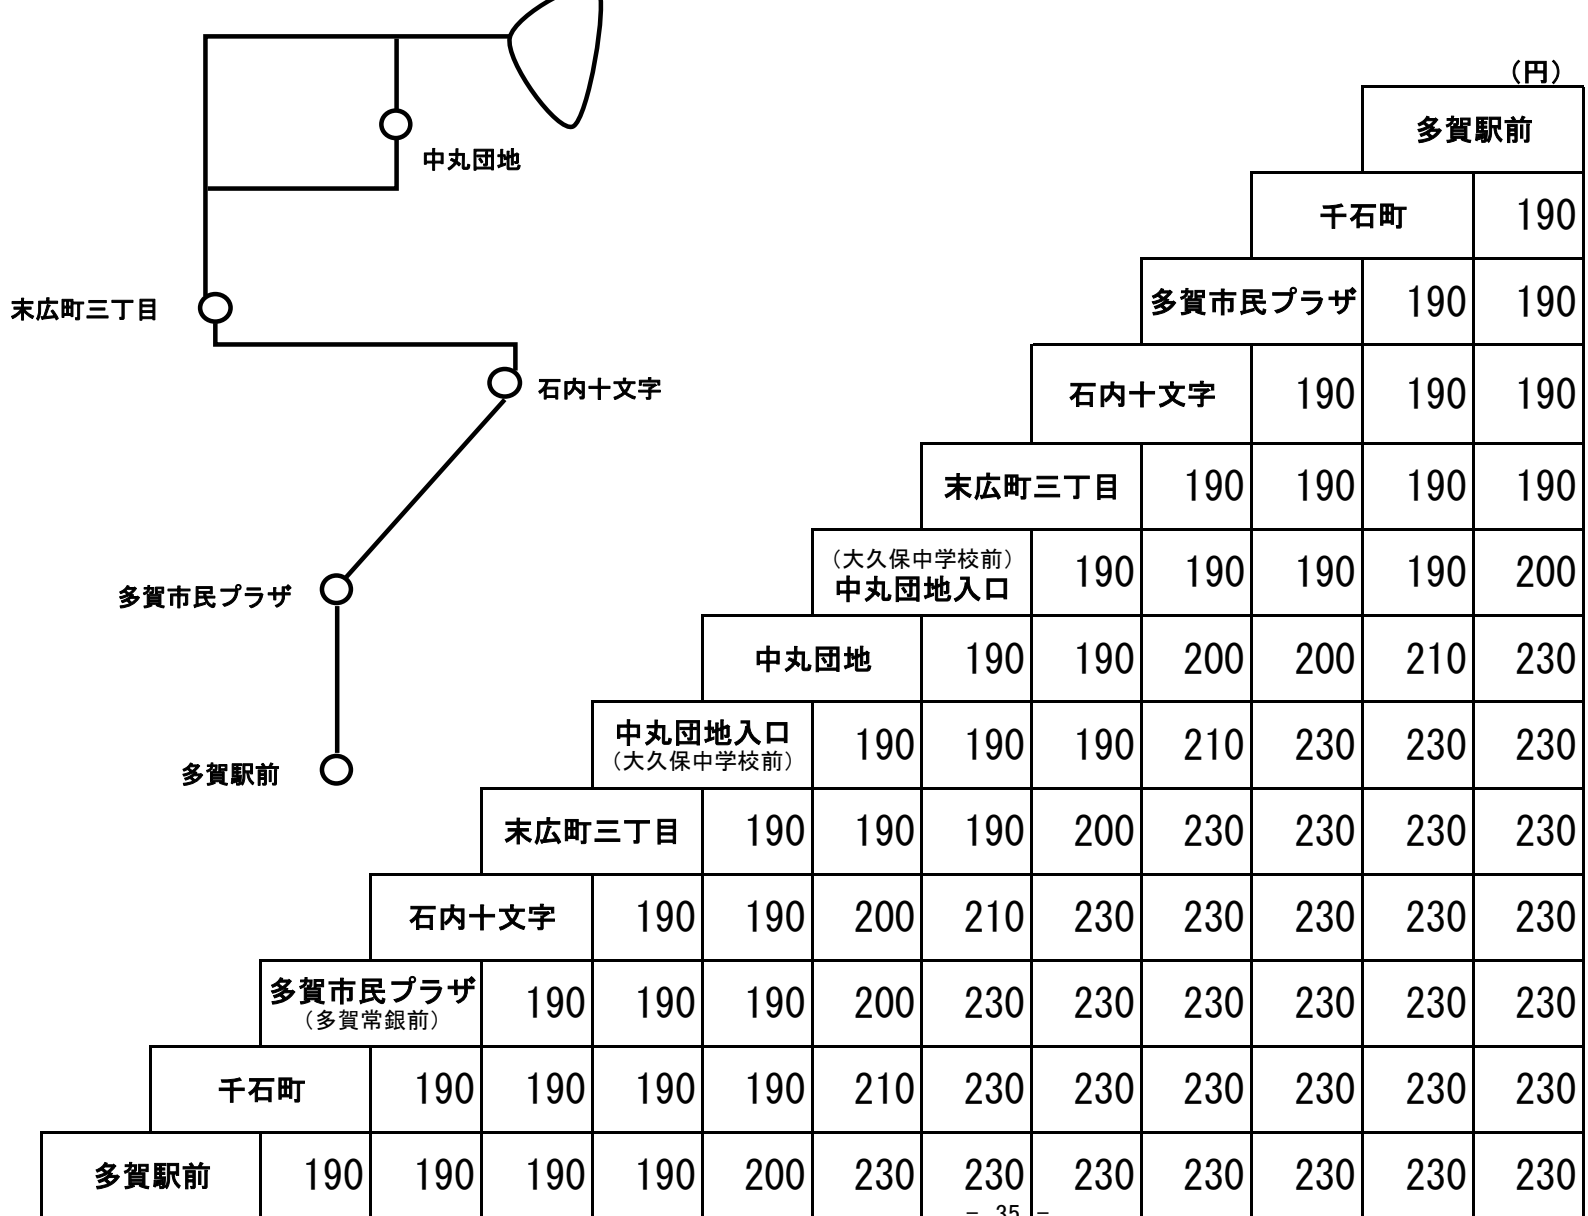 中丸団地
末広町三丁目
石内十文字
多賀市民プラザ
多賀駅前
（円）
多賀駅前
千石町 190
多賀市民プラザ 190 190
石内十文字 190 190 190
末広町三丁目 190 190 190 190
（大久保中学校前）
中丸団地入口 190 190 190 190 200
中丸団地 190 190 200 200 210 230
中丸団地入口 190 190 190 210 230 230 230
（大久保中学校前）
末広町三丁目 190 190 190 200 230 230 230 230
石内十文字 190 190 200 210 230 230 230 230 230
多賀市民プラザ 190 190 190 200 230 230 230 230 230 230
（多賀常銀前）
千石町 190 190 190 190 210 230 230 230 230 230 230
多賀駅前 190 190 190 190 200 230 230 230 230 230 230 230
- 35 -